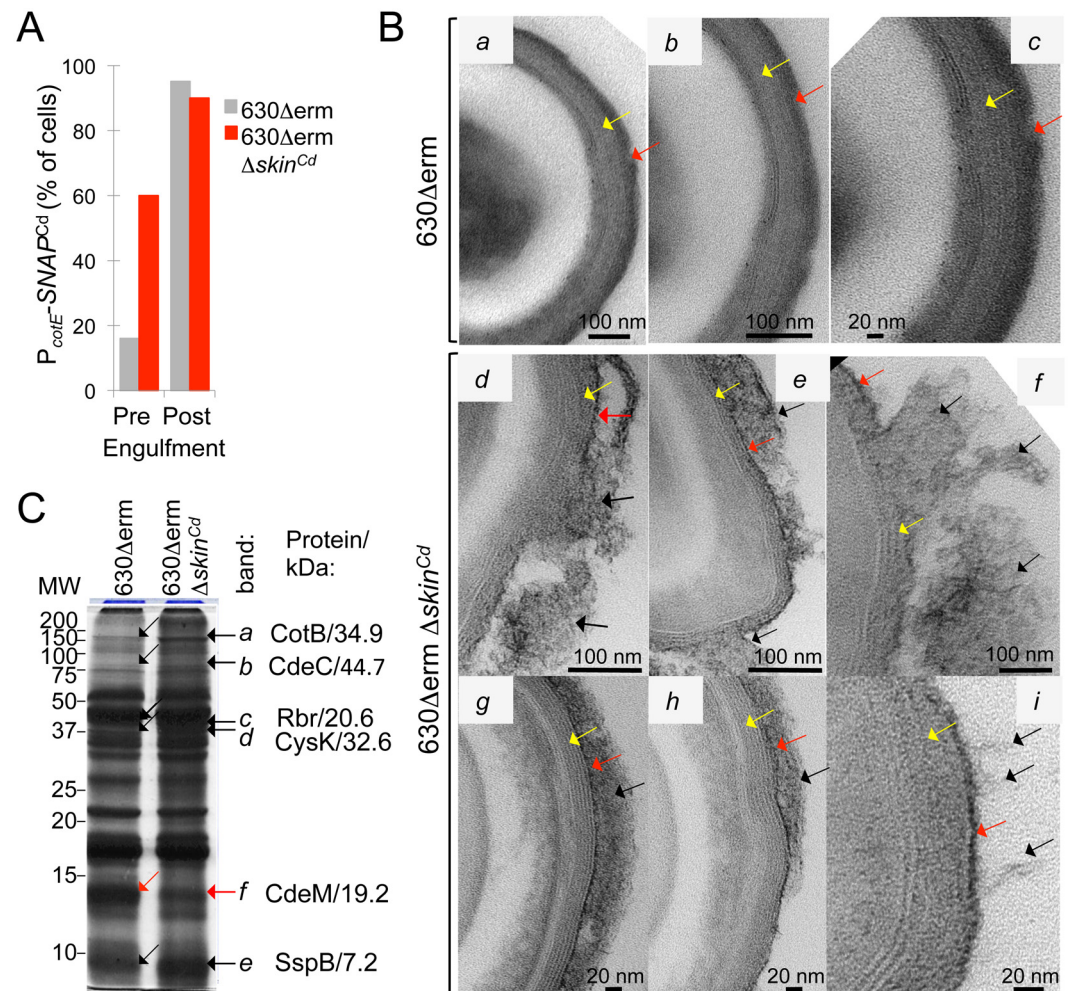 A
100
80
60
40
20
0
P_cotE-SNAP^Cd (% of cells)
630Δerm
630Δerm
Δskin^Cd
Pre Post
Engulfment
B
630Δerm
a
100 nm
b
100 nm
c
20 nm
630Δerm Δskin^Cd
d
100 nm
e
100 nm
f
100 nm
g
20 nm
h
20 nm
i
20 nm
C
630Δerm
630Δerm
Δskin^Cd
band:
Protein/
kDa:
MW
200
150
100
75
50
37
25
20
15
10
a CotB/34.9
b CdeC/44.7
c Rbr/20.6
d CysK/32.6
f CdeM/19.2
e SspB/7.2